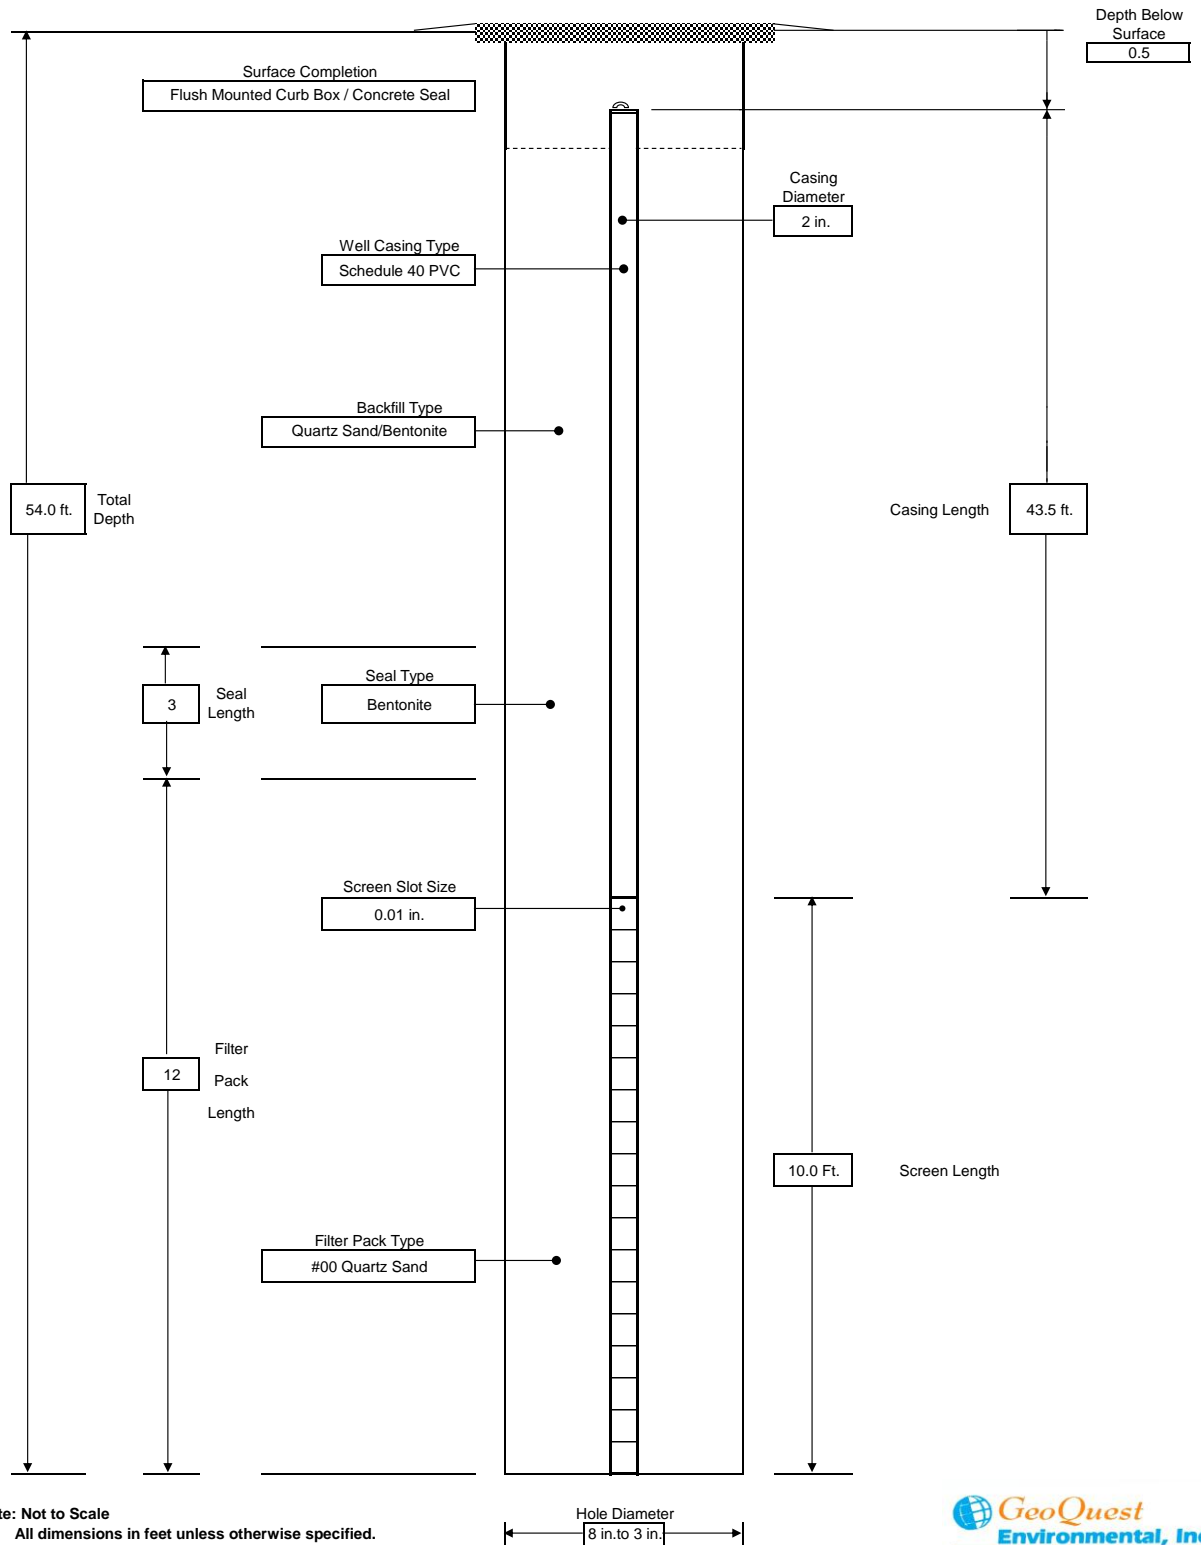 Depth Below
Surface
0.5
Surface Completion
Flush Mounted Curb Box / Concrete Seal
Casing
Diameter
2 in.
Well Casing Type
Schedule 40 PVC
Backfill Type
Quartz Sand/Bentonite
54.0 ft.
Total
Depth
Casing Length
43.5 ft.
3
Seal
Length
Seal Type
Bentonite
Screen Slot Size
0.01 in.
12
Filter
Pack
Length
10.0 Ft.
Screen Length
Filter Pack Type
#00 Quartz Sand
te: Not to Scale
All dimensions in feet unless otherwise specified.
Hole Diameter
8 in.to 3 in.
GeoQuest
Environmental, Inc